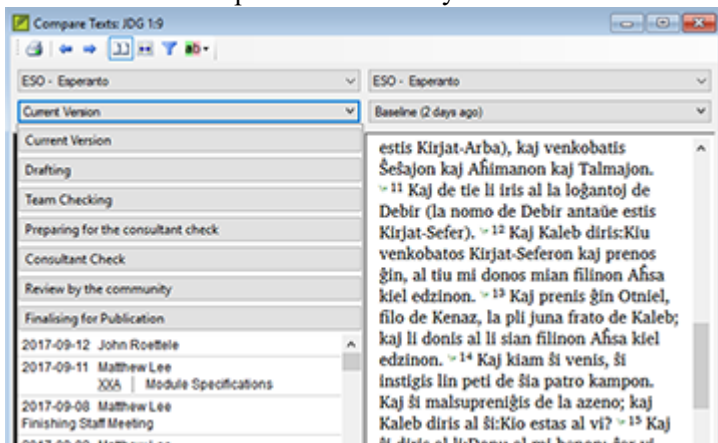 Compare Texts: JDG 1:9
ESO - Esperanto
ESO - Esperanto
Current Version
Baseline (2 days ago)
Current Version
Drafting
Team Checking
Preparing for the consultant check
Consultant Check
Review by the community
Finalising for Publication
2017-09-12 John Roettele
2017-09-11 Matthew Lee
XXA | Module Specifications
2017-09-08 Matthew Lee
Finishing Staff Meeting
estis Kirjat-Arba), kaj venkobatis
Ŝeŝajon kaj Aĥimanon kaj Talmajon.
11 Kaj de tie li iris al la loĝantoj de
Debir (la nomo de Debir antaŭe estis
Kirjat-Sefer). 12 Kaj Kaleb diris:Kiu
venkobatos Kirjat-Seferon kaj prenos
ĝin, al tiu mi donos mian filinon Aĥsa
kiel edzinon. 13 Kaj prenis ĝin Otniel,
filo de Kenaz, la pli juna frato de Kaleb;
kaj li donis al li sian filinon Aĥsa kiel
edzinon. 14 Kaj kiam ŝi venis, ŝi
instigis lin peti de ŝia patro kampon.
Kaj ŝi malsupreniĝis de la azeno; kaj
Kaleb diris al ŝi:Kio estas al vi? 15 Kaj